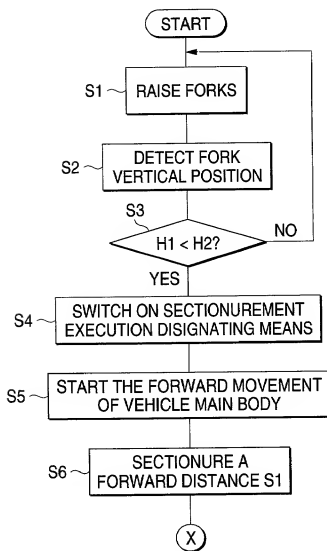 START
S1
RAISE FORKS
S2
DETECT FORK
VERTICAL POSITION
S3
H1 < H2?
NO
YES
S4
SWITCH ON SECTIONUREMENT
EXECUTION DISIGNATING MEANS
S5
START THE FORWARD MOVEMENT
OF VEHICLE MAIN BODY
S6
SECTIONURE A
FORWARD DISTANCE S1
X